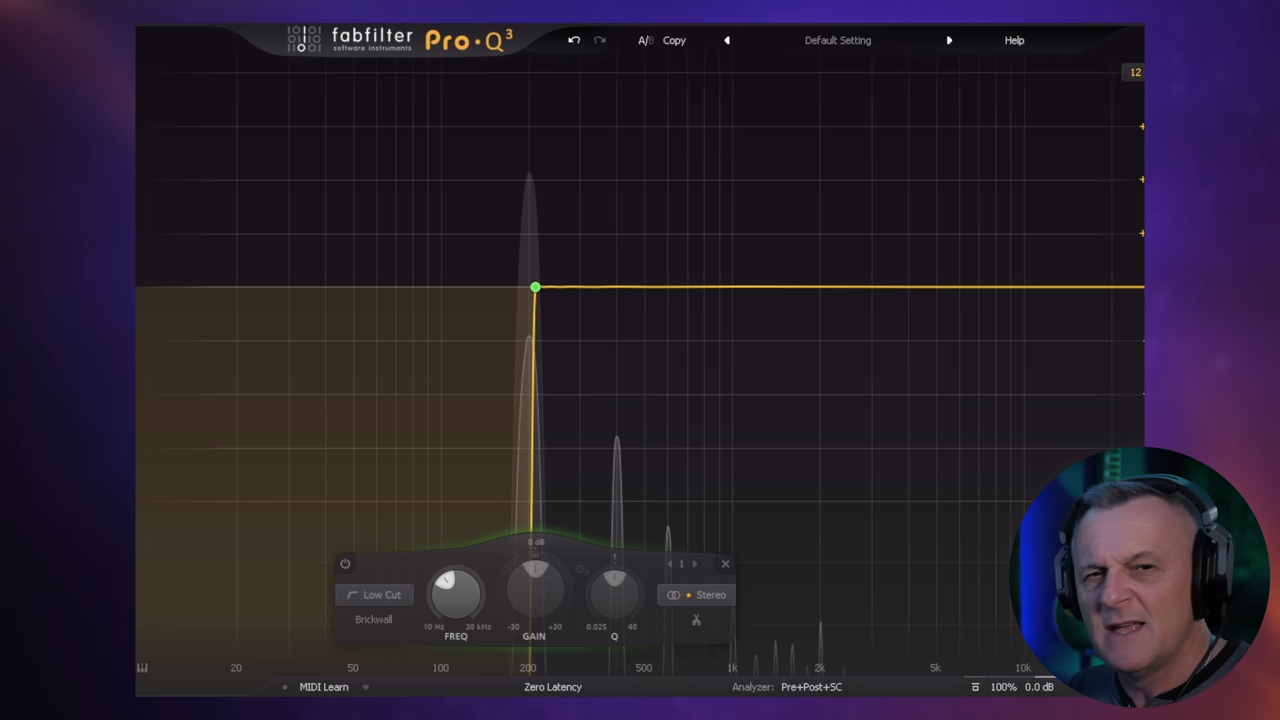 fabfilter Pro·Q³
software instruments
A/B Copy Default Setting Help
12
0 dB
1
Low Cut Stereo
Brickwall
10 Hz 30 kHz -30 +30 0.025 40
FREQ GAIN Q
20 50 100 200 500 1k 2k 5k 10k
MIDI Learn Zero Latency Analyzer: Pre+Post+SC 100% 0.0 dB